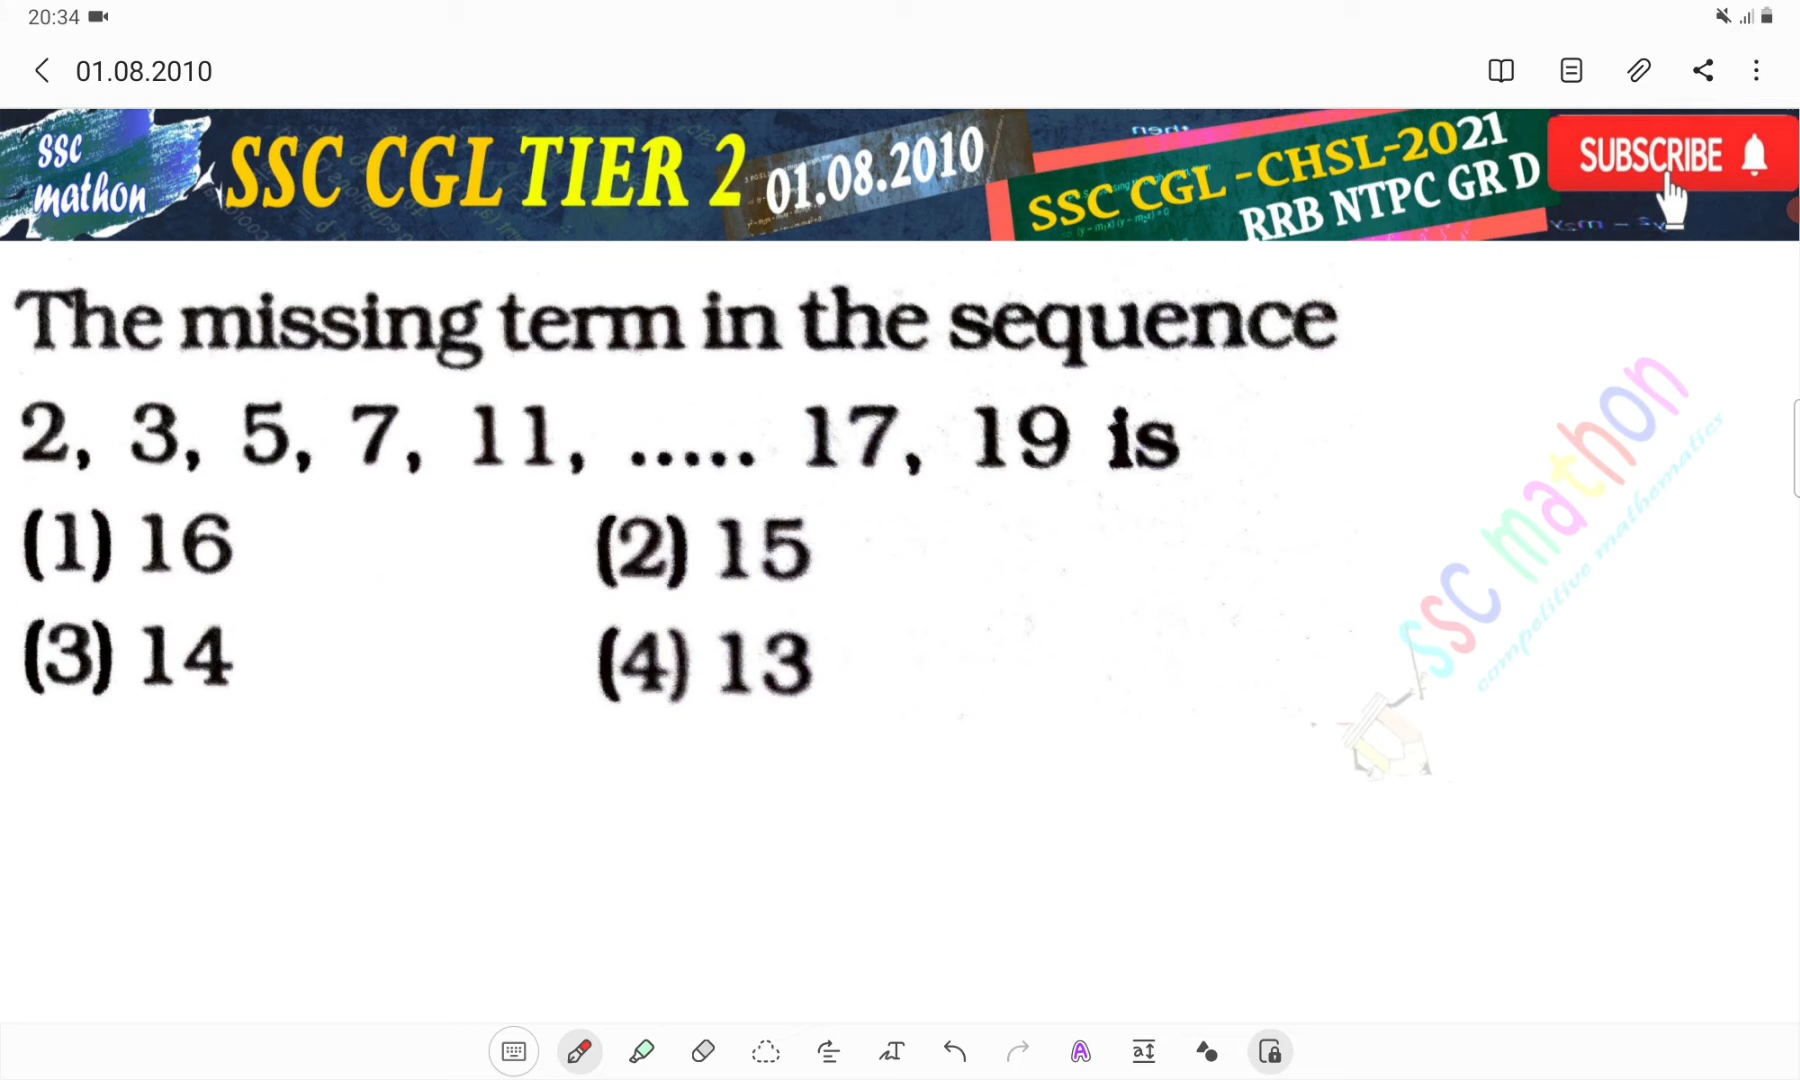 20:34
01.08.2010
SSC
mathon
SSC CGL TIER 2
01.08.2010
SSC CGL - CHSL-2021
RRB NTPC GR D
SUBSCRIBE
The missing term in the sequence
2, 3, 5, 7, 11, ..... 17, 19 is
(1) 16 (2) 15
(3) 14 (4) 13
SSC mathon
competitive mathematics